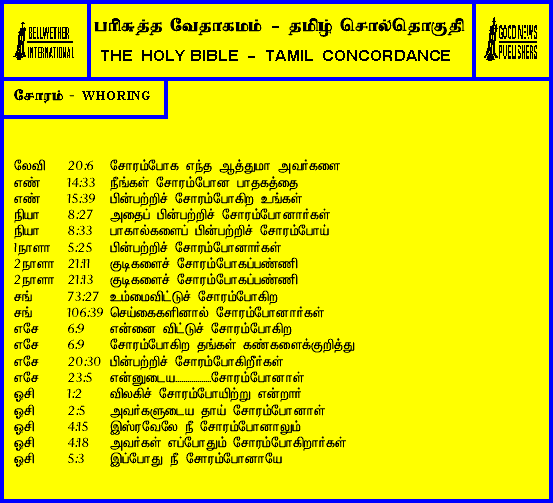 BELLWETHER
INTERNATIONAL
பரிசுத்த வேதாகமம் - தமிழ் சொல்தொகுதி
THE HOLY BIBLE - TAMIL CONCORDANCE
GOOD NEWS
PUBLISHERS
சோரம் - WHORING
லேவி 20:6 சோரம்போக எந்த ஆத்துமா அவர்களை
எண் 14:33 நீங்கள் சோரம்போன பாதகத்தை
எண் 15:39 பின்பற்றிச் சோரம்போகிற உங்கள்
நியா 8:27 அதைப் பின்பற்றிச் சோரம்போனார்கள்
நியா 8:33 பாகால்களைப் பின்பற்றிச் சோரம்போய்
1நாளா 5:25 பின்பற்றிச் சோரம்போனார்கள்
2நாளா 21:11 குடிகளைச் சோரம்போகப்பண்ணி
2நாளா 21:13 குடிகளைச் சோரம்போகப்பண்ணி
சங் 73:27 உம்மைவிட்டுச் சோரம்போகிற
சங் 106:39 செய்கைகளினால் சோரம்போனார்கள்
எசே 6:9 என்னை விட்டுச் சோரம்போகிற
எசே 6:9 சோரம்போகிற தங்கள் கண்களைக்குறித்து
எசே 20:30 பின்பற்றிச் சோரம்போகிறீர்கள்
எசே 23:5 என்னுடைய.................சோரம்போனாள்
ஓசி 1:2 விலகிச் சோரம்போயிற்று என்றார்
ஓசி 2:5 அவர்களுடைய தாய் சோரம்போனாள்
ஓசி 4:15 இஸ்ரவேலே நீ சோரம்போனாலும்
ஓசி 4:18 அவர்கள் எப்போதும் சோரம்போகிறார்கள்
ஓசி 5:3 இப்போது நீ சோரம்போனாயே